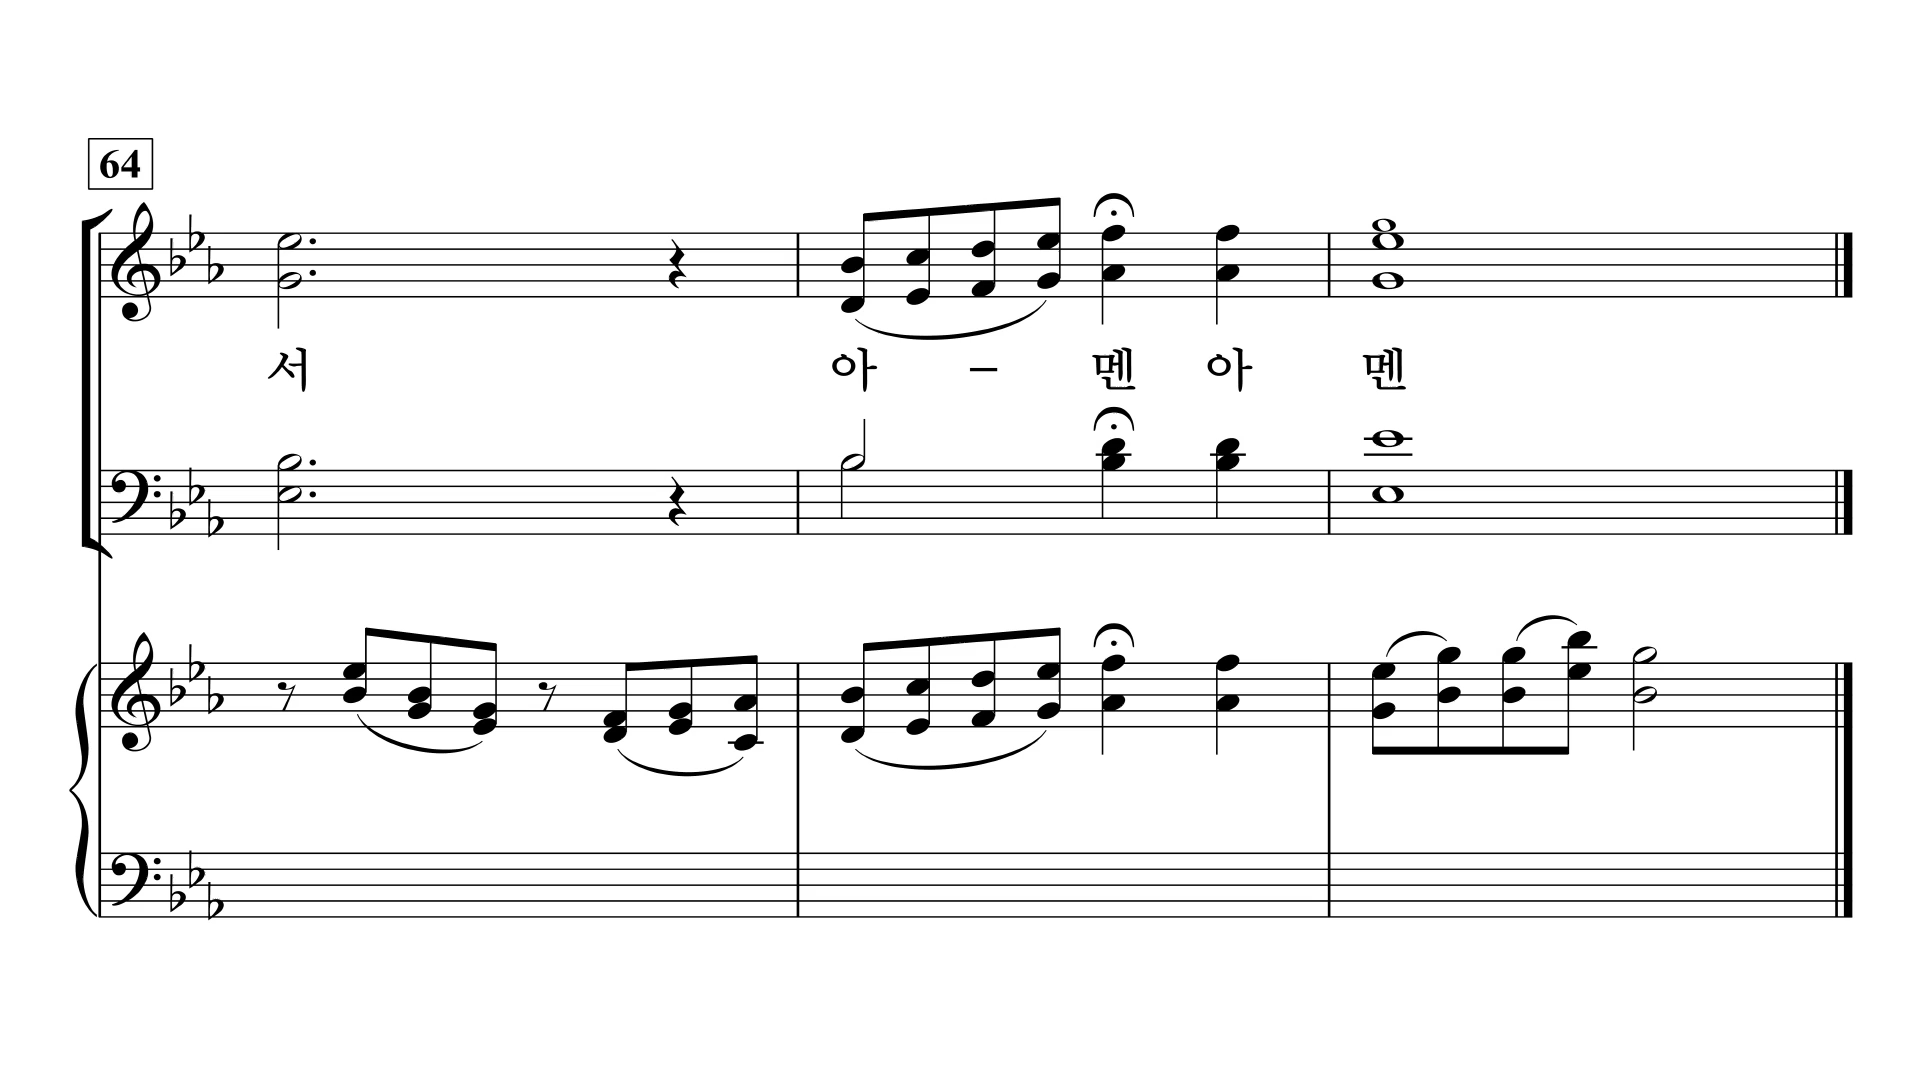 64
서 아 – 멘 아 멘